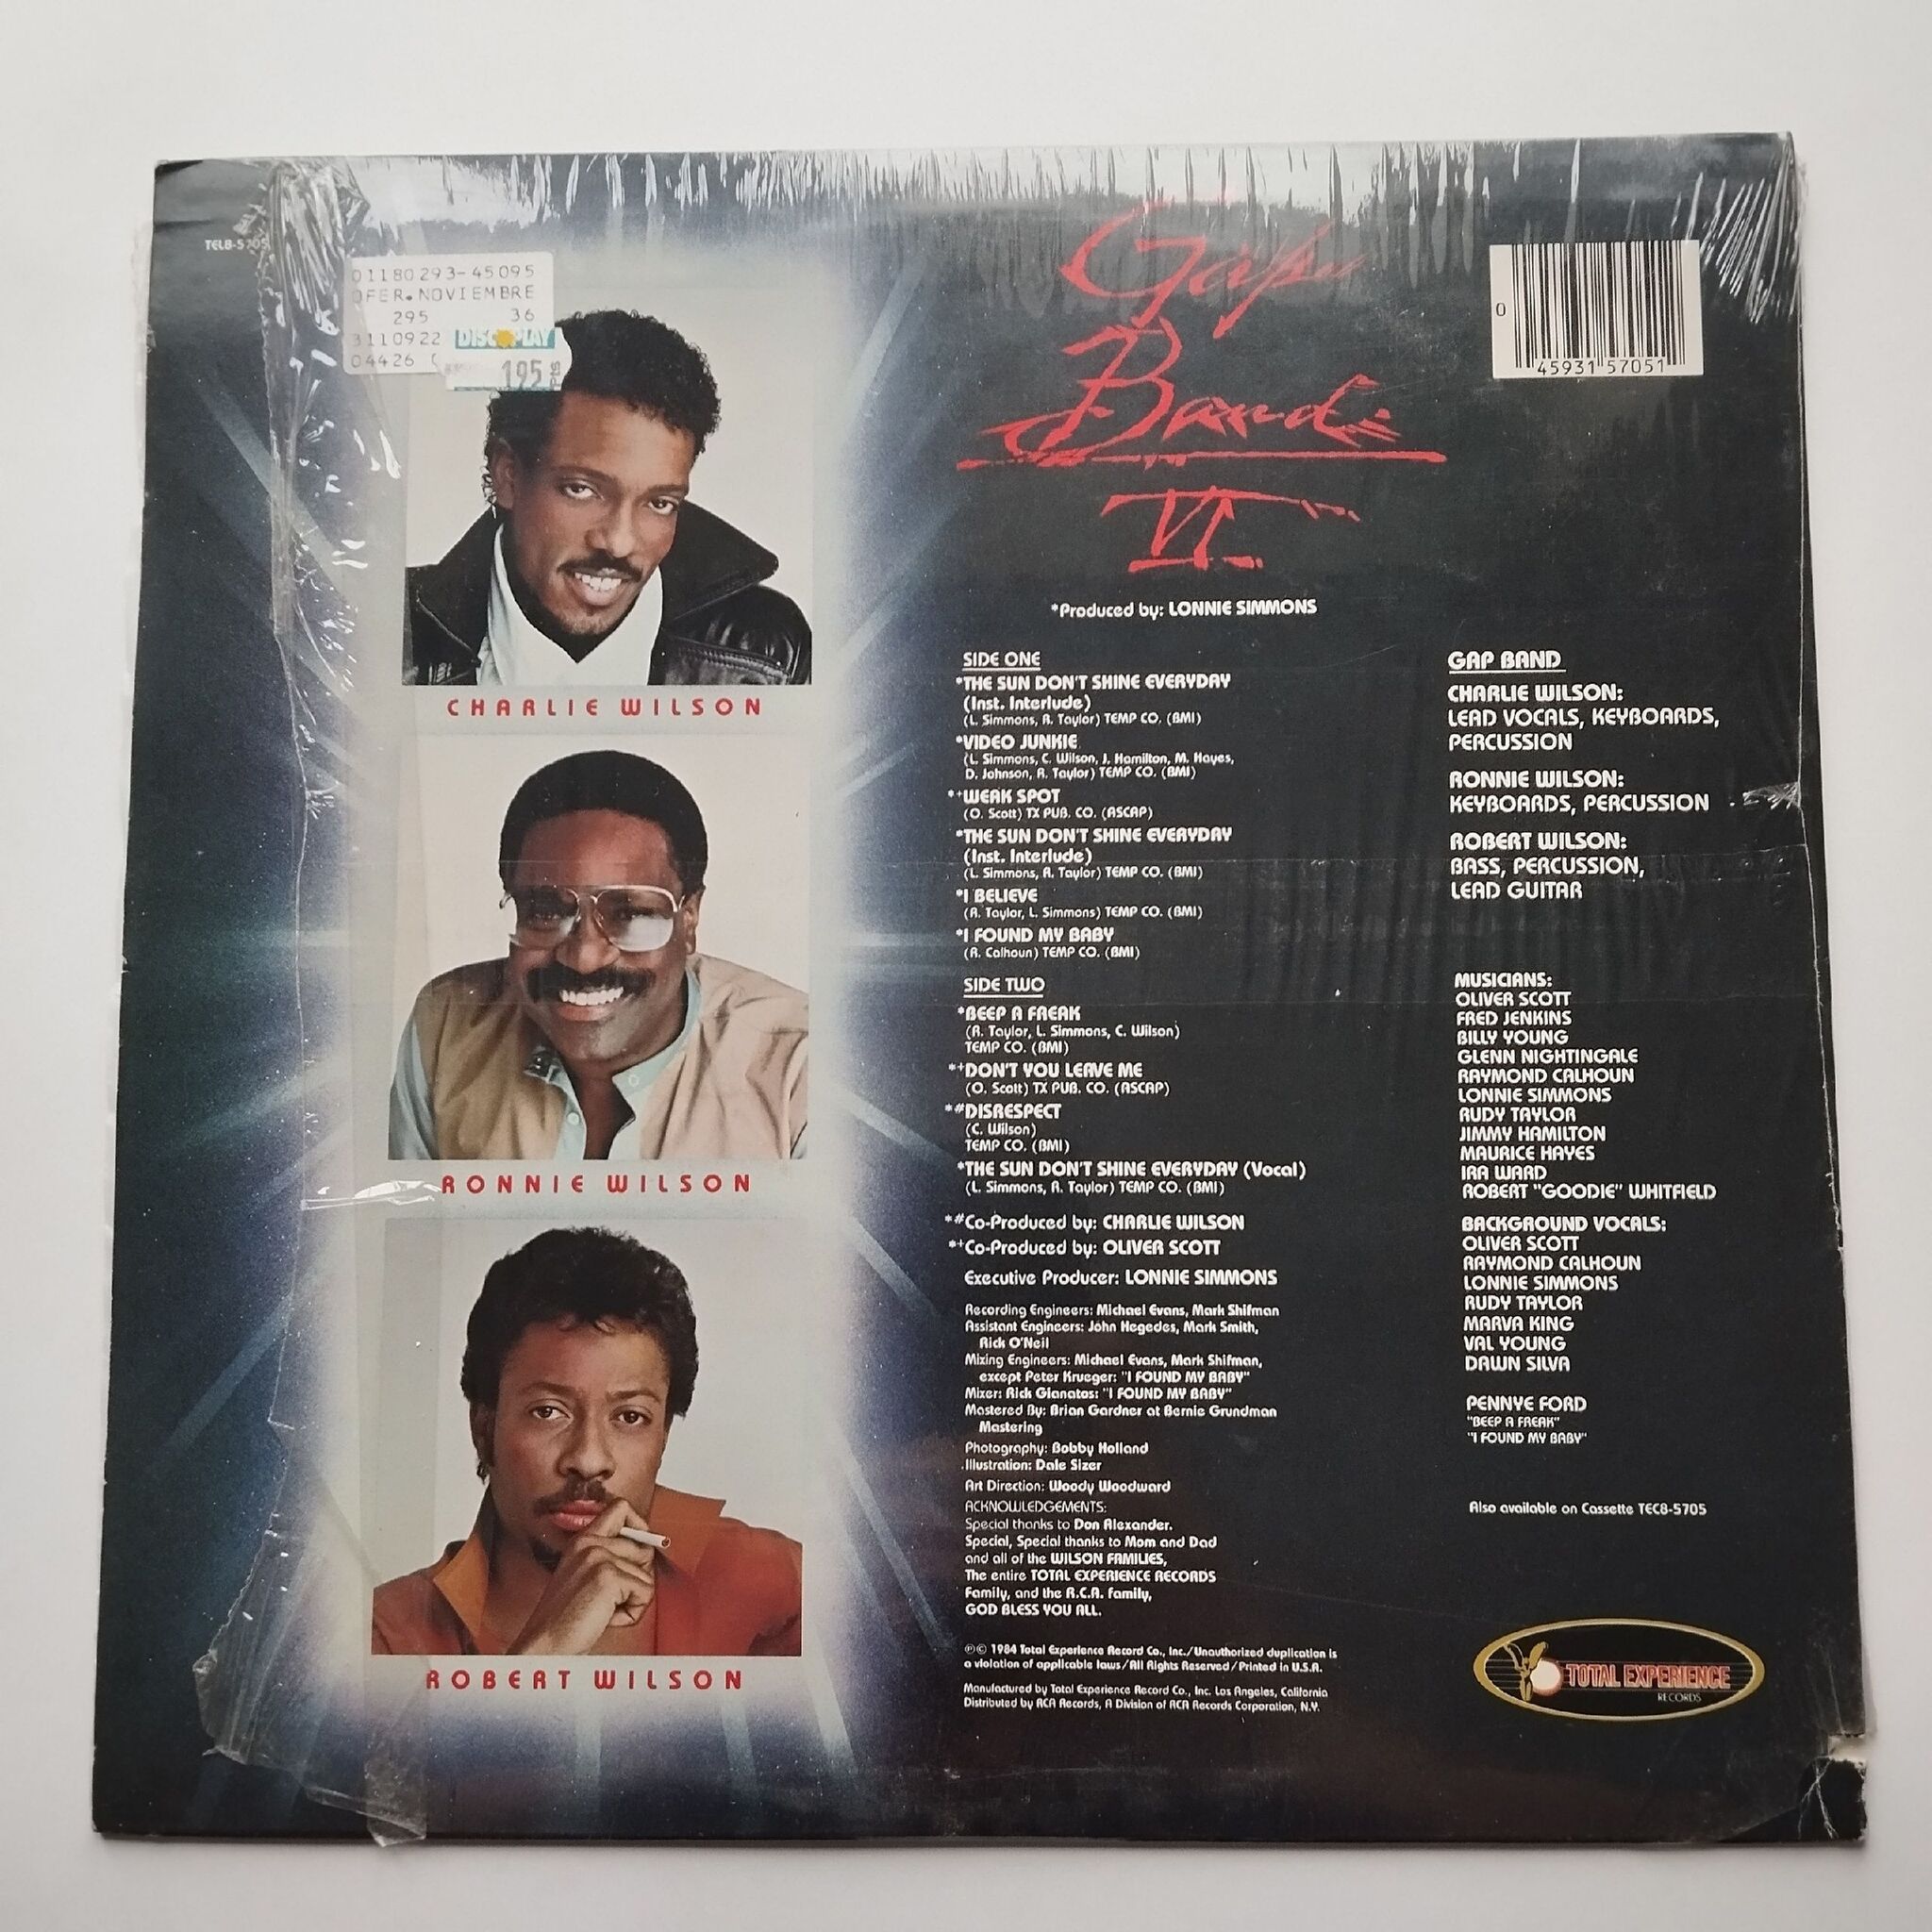 TEL8-5705
01180293-45095
OFER.NOVIEMBRE
295 36
3110922
04426
DISCOPLAY
195 Pts
Gap
Band
VI
0
45931 57051
*Produced by: LONNIE SIMMONS
SIDE ONE
*THE SUN DON'T SHINE EVERYDAY
(Inst. Interlude)
(L. Simmons, R. Taylor) TEMP CO. (BMI)
*VIDEO JUNKIE
(L. Simmons, C. Wilson, J. Hamilton, M. Hayes,
D. Johnson, R. Taylor) TEMP CO. (BMI)
*+WEAK SPOT
(O. Scott) TX PUB. CO. (ASCAP)
*THE SUN DON'T SHINE EVERYDAY
(Inst. Interlude)
(L. Simmons, R. Taylor) TEMP CO. (BMI)
*I BELIEVE
(R. Taylor, L. Simmons) TEMP CO. (BMI)
*I FOUND MY BABY
(R. Calhoun) TEMP CO. (BMI)
SIDE TWO
*BEEP A FREAK
(R. Taylor, L. Simmons, C. Wilson)
TEMP CO. (BMI)
*+DON'T YOU LEAVE ME
(O. Scott) TX PUB. CO. (ASCAP)
*#DISRESPECT
(C. Wilson)
TEMP CO. (BMI)
*THE SUN DON'T SHINE EVERYDAY (Vocal)
(L. Simmons, R. Taylor) TEMP CO. (BMI)
*#Co-Produced by: CHARLIE WILSON
*+Co-Produced by: OLIVER SCOTT
Executive Producer: LONNIE SIMMONS
Recording Engineers: Michael Evans, Mark Shifman
Assistant Engineers: John Hegedes, Mark Smith,
Rick O'Neil
Mixing Engineers: Michael Evans, Mark Shifman,
except Peter Krueger: "I FOUND MY BABY"
Mixer: Rick Gianatos: "I FOUND MY BABY"
Mastered By: Brian Gardner at Bernie Grundman
Mastering
Photography: Bobby Holland
Illustration: Dale Sizer
Art Direction: Woody Woodward
ACKNOWLEDGEMENTS:
Special thanks to Don Alexander.
Special, Special thanks to Mom and Dad
and all of the WILSON FAMILIES,
The entire TOTAL EXPERIENCE RECORDS
Family, and the R.C.A. family,
GOD BLESS YOU ALL.
℗© 1984 Total Experience Record Co., Inc./Unauthorized duplication is
a violation of applicable laws/All Rights Reserved/Printed in U.S.A.
Manufactured by Total Experience Record Co., Inc. Los Angeles, California
Distributed by RCA Records, A Division of RCA Records Corporation, N.Y.
GAP BAND
CHARLIE WILSON:
LEAD VOCALS, KEYBOARDS,
PERCUSSION
RONNIE WILSON:
KEYBOARDS, PERCUSSION
ROBERT WILSON:
BASS, PERCUSSION,
LEAD GUITAR
MUSICIANS:
OLIVER SCOTT
FRED JENKINS
BILLY YOUNG
GLENN NIGHTINGALE
RAYMOND CALHOUN
LONNIE SIMMONS
RUDY TAYLOR
JIMMY HAMILTON
MAURICE HAYES
IRA WARD
ROBERT "GOODIE" WHITFIELD
BACKGROUND VOCALS:
OLIVER SCOTT
RAYMOND CALHOUN
LONNIE SIMMONS
RUDY TAYLOR
MARVA KING
VAL YOUNG
DAWN SILVA
PENNYE FORD
"BEEP A FREAK"
"I FOUND MY BABY"
Also available on Cassette TEC8-5705
TOTAL EXPERIENCE
RECORDS
CHARLIE WILSON
RONNIE WILSON
ROBERT WILSON